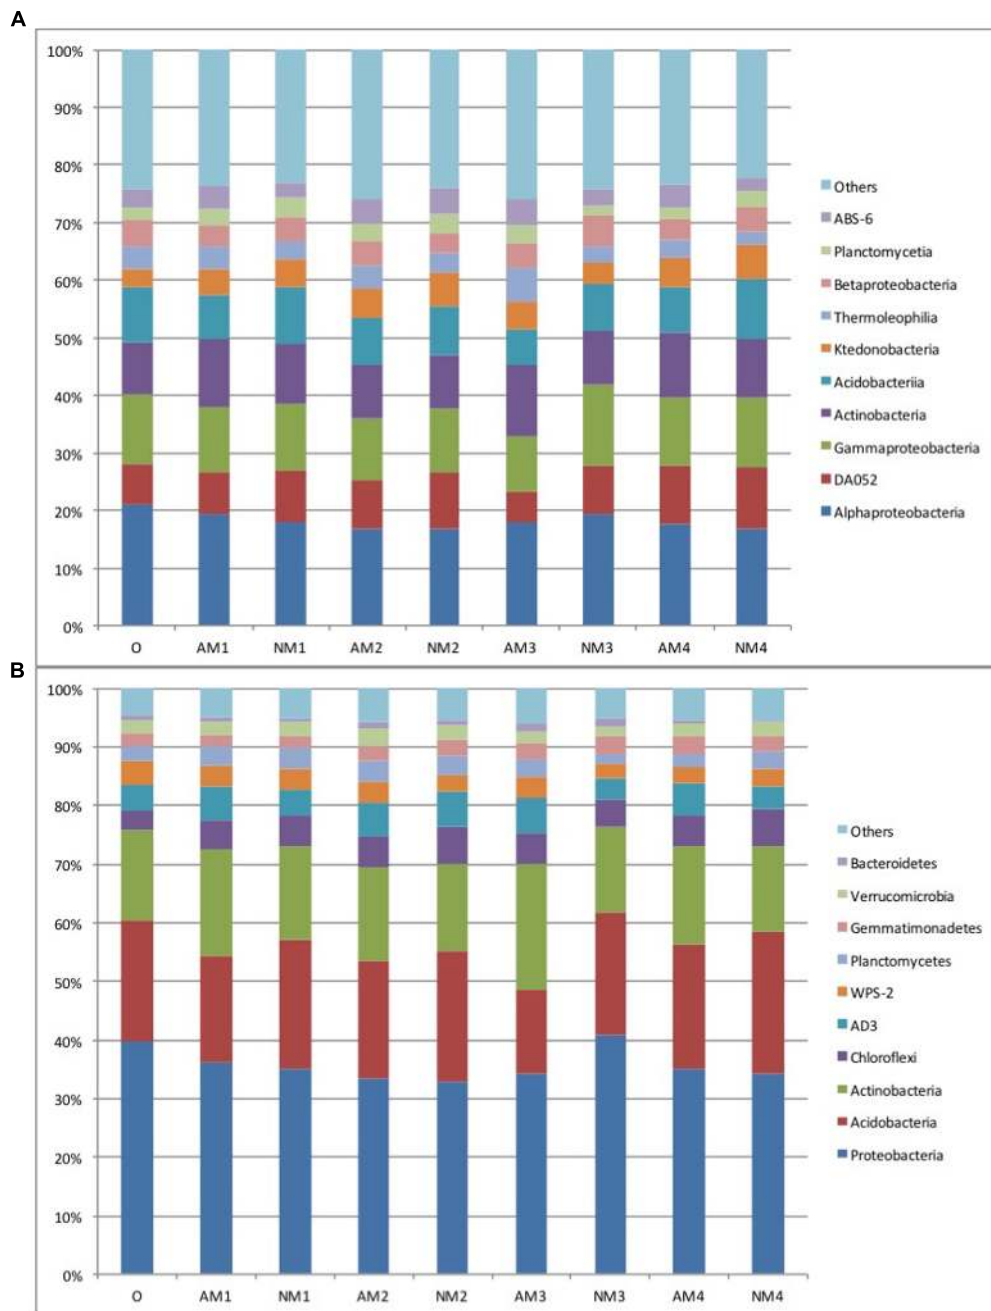 A
100%
90%
80%
70%
60%
50%
40%
30%
20%
10%
0%
O AM1 NM1 AM2 NM2 AM3 NM3 AM4 NM4
Others
ABS-6
Planctomycetia
Betaproteobacteria
Thermoleophilia
Ktedonobacteria
Acidobacteriia
Actinobacteria
Gammaproteobacteria
DA052
Alphaproteobacteria
B
100%
90%
80%
70%
60%
50%
40%
30%
20%
10%
0%
O AM1 NM1 AM2 NM2 AM3 NM3 AM4 NM4
Others
Bacteroidetes
Verrucomicrobia
Gemmatimonadetes
Planctomycetes
WPS-2
AD3
Chloroflexi
Actinobacteria
Acidobacteria
Proteobacteria